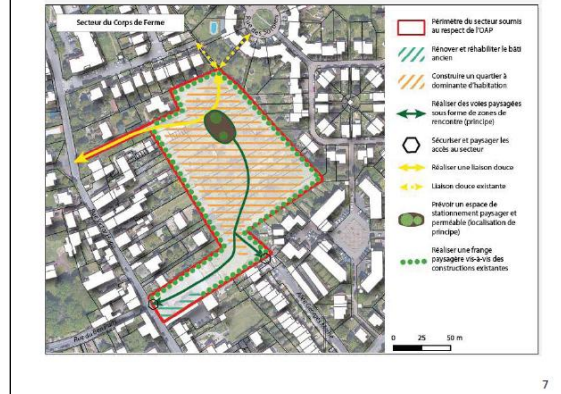 Secteur du Corps de Ferme
Périmètre du secteur soumis
au respect de l'OAP
Rénover et réhabiliter le bâti
ancien
Construire un quartier à
dominante d'habitation
Réaliser des voies paysagées
sous forme de zones de
rencontre (principe)
Sécuriser et paysager les
accès au secteur
Réaliser une liaison douce
Liaison douce existante
Prévoir un espace de
stationnement paysager et
perméable (localisation de
principe)
Réaliser une frange
paysagère vis-à-vis des
constructions existantes
0 25 50 m
7